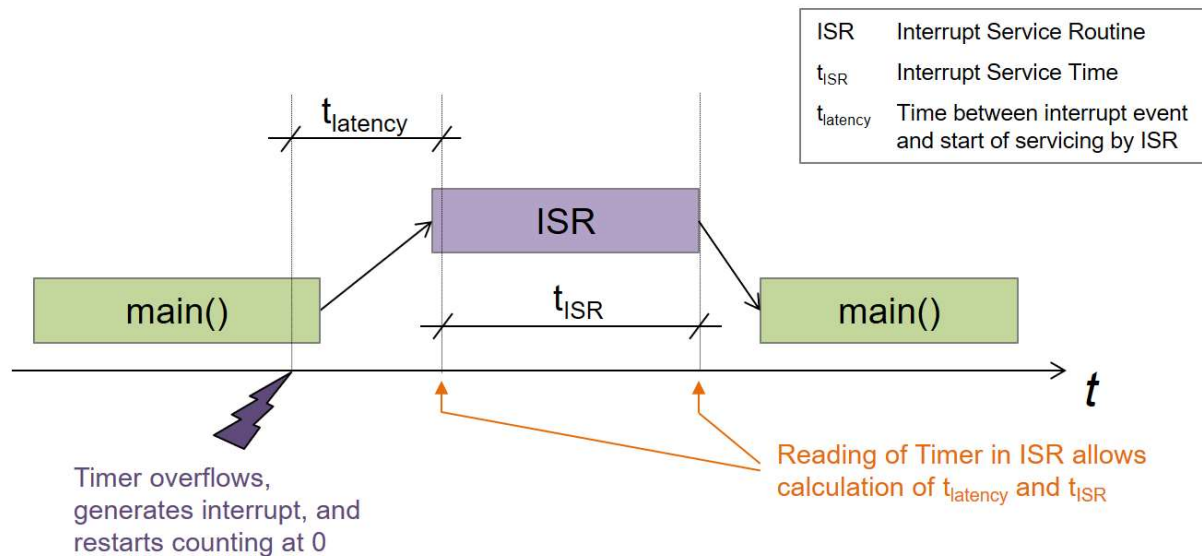 ISR Interrupt Service Routine
tISR Interrupt Service Time
tlatency Time between interrupt event
and start of servicing by ISR
tlatency
ISR
main()
tISR
main()
t
Timer overflows,
generates interrupt, and
restarts counting at 0
Reading of Timer in ISR allows
calculation of tlatency and tISR